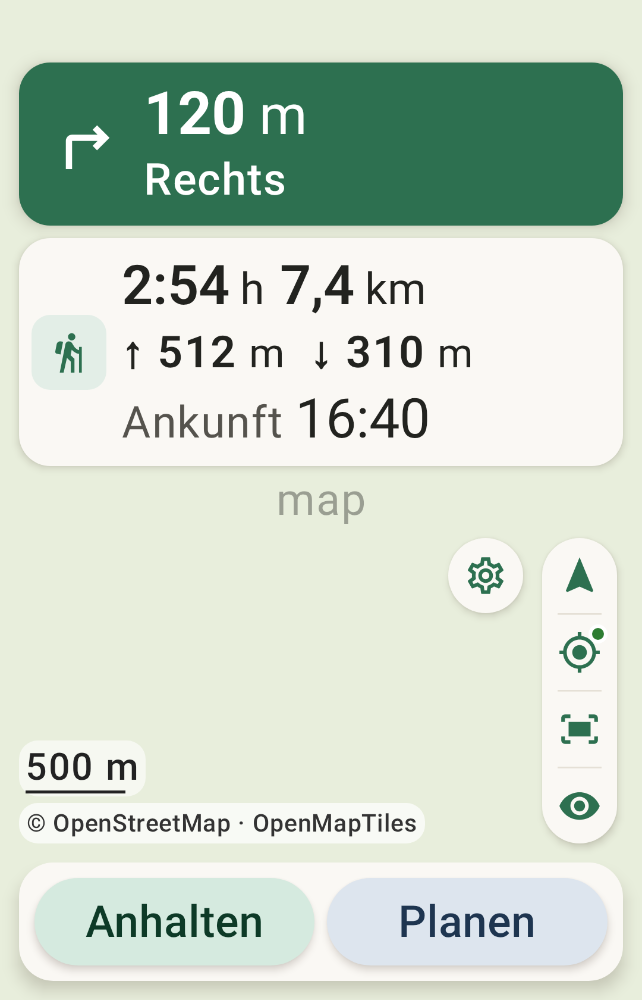 120 m
Rechts
2:54 h 7,4 km
↑ 512 m ↓ 310 m
Ankunft 16:40
map
500 m
© OpenStreetMap · OpenMapTiles
Anhalten Planen